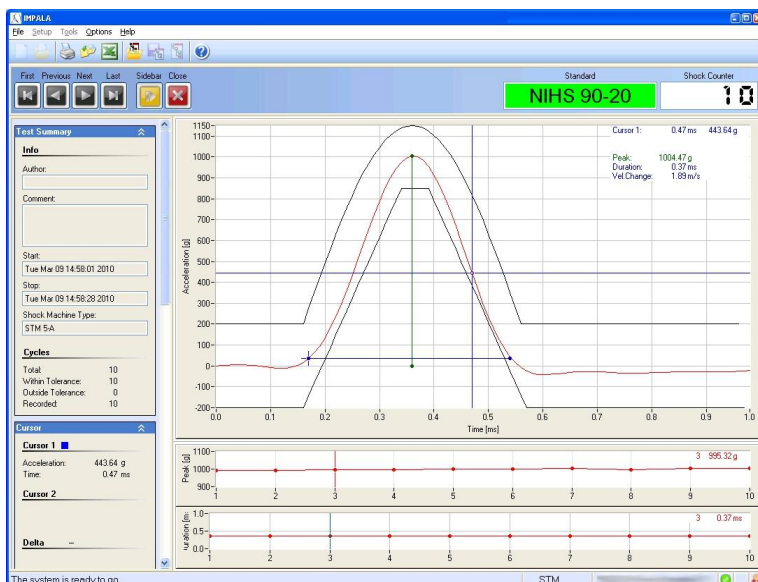 IMPALA
File Setup Tools Options Help
First Previous Next Last Sidebar Close
Standard
NIHS 90-20
Shock Counter
10
Test Summary
Info
Author:
Comment:
Start:
Tue Mar 09 14:58:01 2010
Stop:
Tue Mar 09 14:58:28 2010
Shock Machine Type:
STM 5-A
Cycles
Total: 10
Within Tolerance: 10
Outside Tolerance: 0
Recorded: 10
Cursor
Cursor 1
Acceleration: 443.64 g
Time: 0.47 ms
Cursor 2
Delta –
Cursor 1: 0.47 ms 443.64 g
Peak: 1004.47 g
Duration: 0.37 ms
Vel.Change: 1.89 m/s
Acceleration [g]
1150
1100
1000
900
800
700
600
500
400
300
200
100
0
-100
-200
0.0 0.1 0.2 0.3 0.4 0.5 0.6 0.7 0.8 0.9 1.0
Time [ms]
Peak [g]
1100
1000
900
3 995.32 g
1 2 3 4 5 6 7 8 9 10
uration [m:
1.0
0.5
0.0
3 0.37 ms
1 2 3 4 5 6 7 8 9 10
The system is ready to go
STM